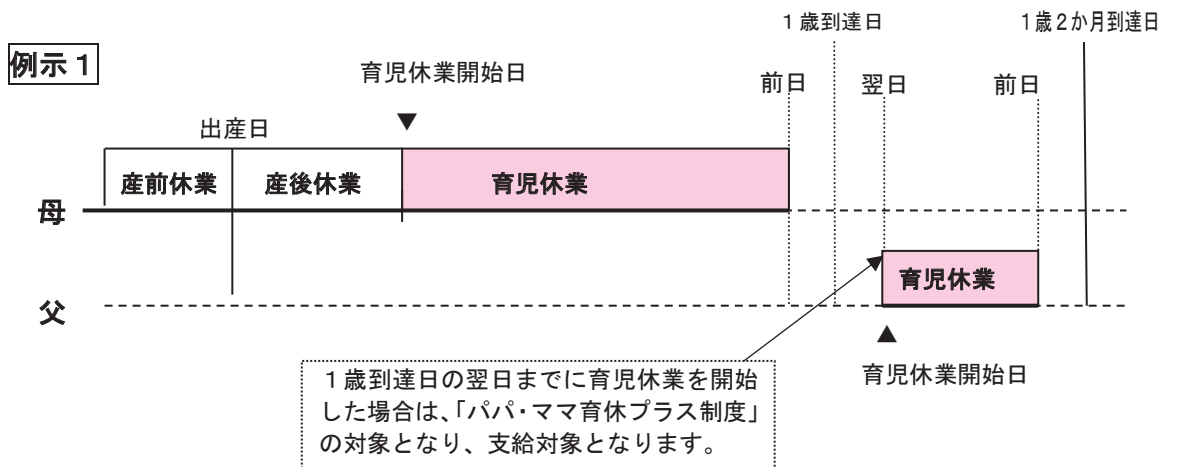 １歳到達日
１歳２か月到達日
例示１
育児休業開始日
前日
翌日
前日
出産日
産前休業
産後休業
育児休業
母
育児休業
父
育児休業開始日
１歳到達日の翌日までに育児休業を開始
した場合は、「パパ・ママ育休プラス制度」
の対象となり、支給対象となります。